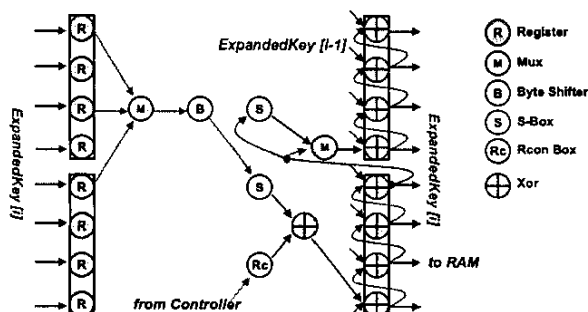 R
R
R
R
R
R
R
R
M
B
S
M
S
Rc
ExpandedKey [i]
ExpandedKey [i-1]
ExpandedKey [i]
to RAM
from Controller
R Register
M Mux
B Byte Shifter
S S-Box
Rc Rcon Box
Xor